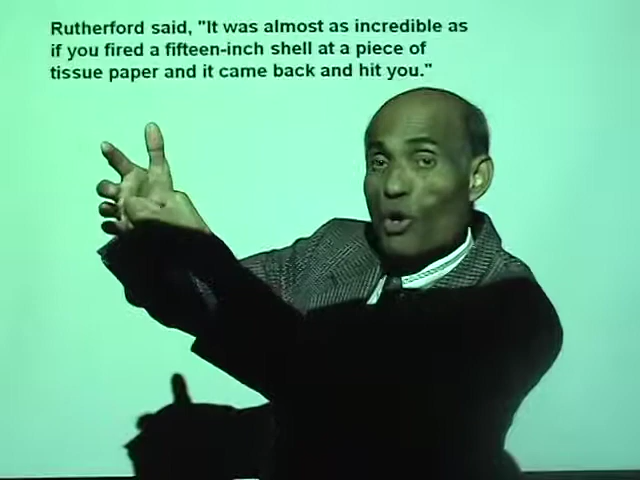 Rutherford said, "It was almost as incredible as
if you fired a fifteen-inch shell at a piece of
tissue paper and it came back and hit you."